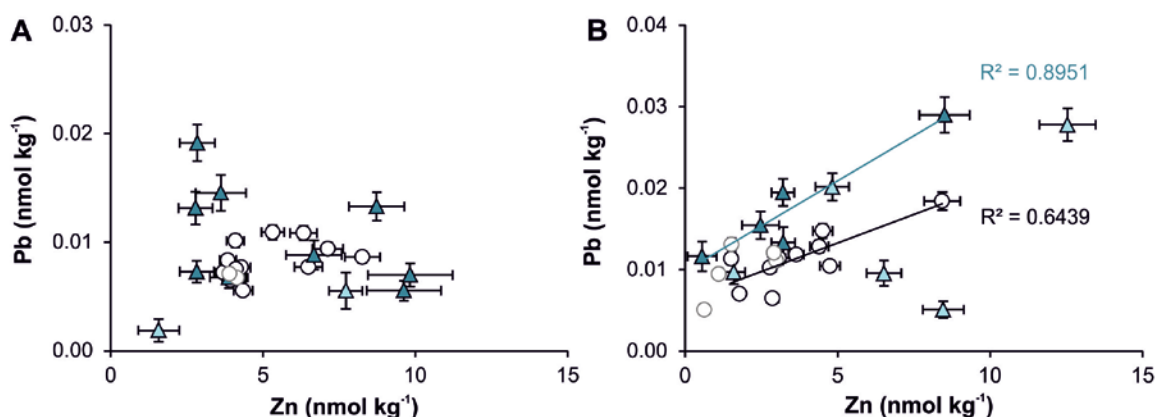 A
0.03
0.02
0.01
0.00
Pb (nmol kg⁻¹)
0
5
10
15
Zn (nmol kg⁻¹)
B
0.04
0.03
0.02
0.01
0.00
Pb (nmol kg⁻¹)
R² = 0.8951
R² = 0.6439
0
5
10
15
Zn (nmol kg⁻¹)